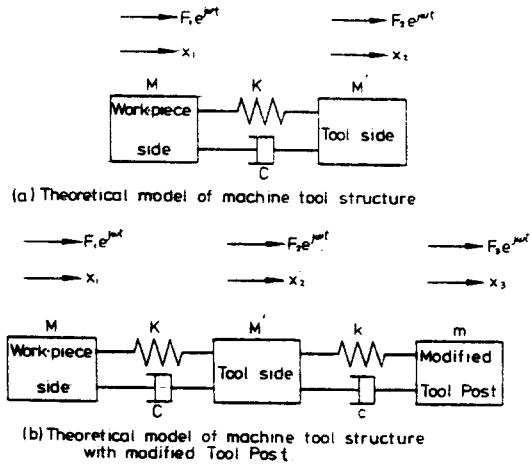 F₁e^jωt F₂e^jωt
x₁ x₂
M K M'
Work-piece Tool side
side
C
(a) Theoretical model of machine tool structure
F₁e^jωt F₂e^jωt F₃e^jωt
x₁ x₂ x₃
M K M' k m
Work-piece Tool side Modified
side Tool Post
C c
(b) Theoretical model of machine tool structure
with modified Tool Post